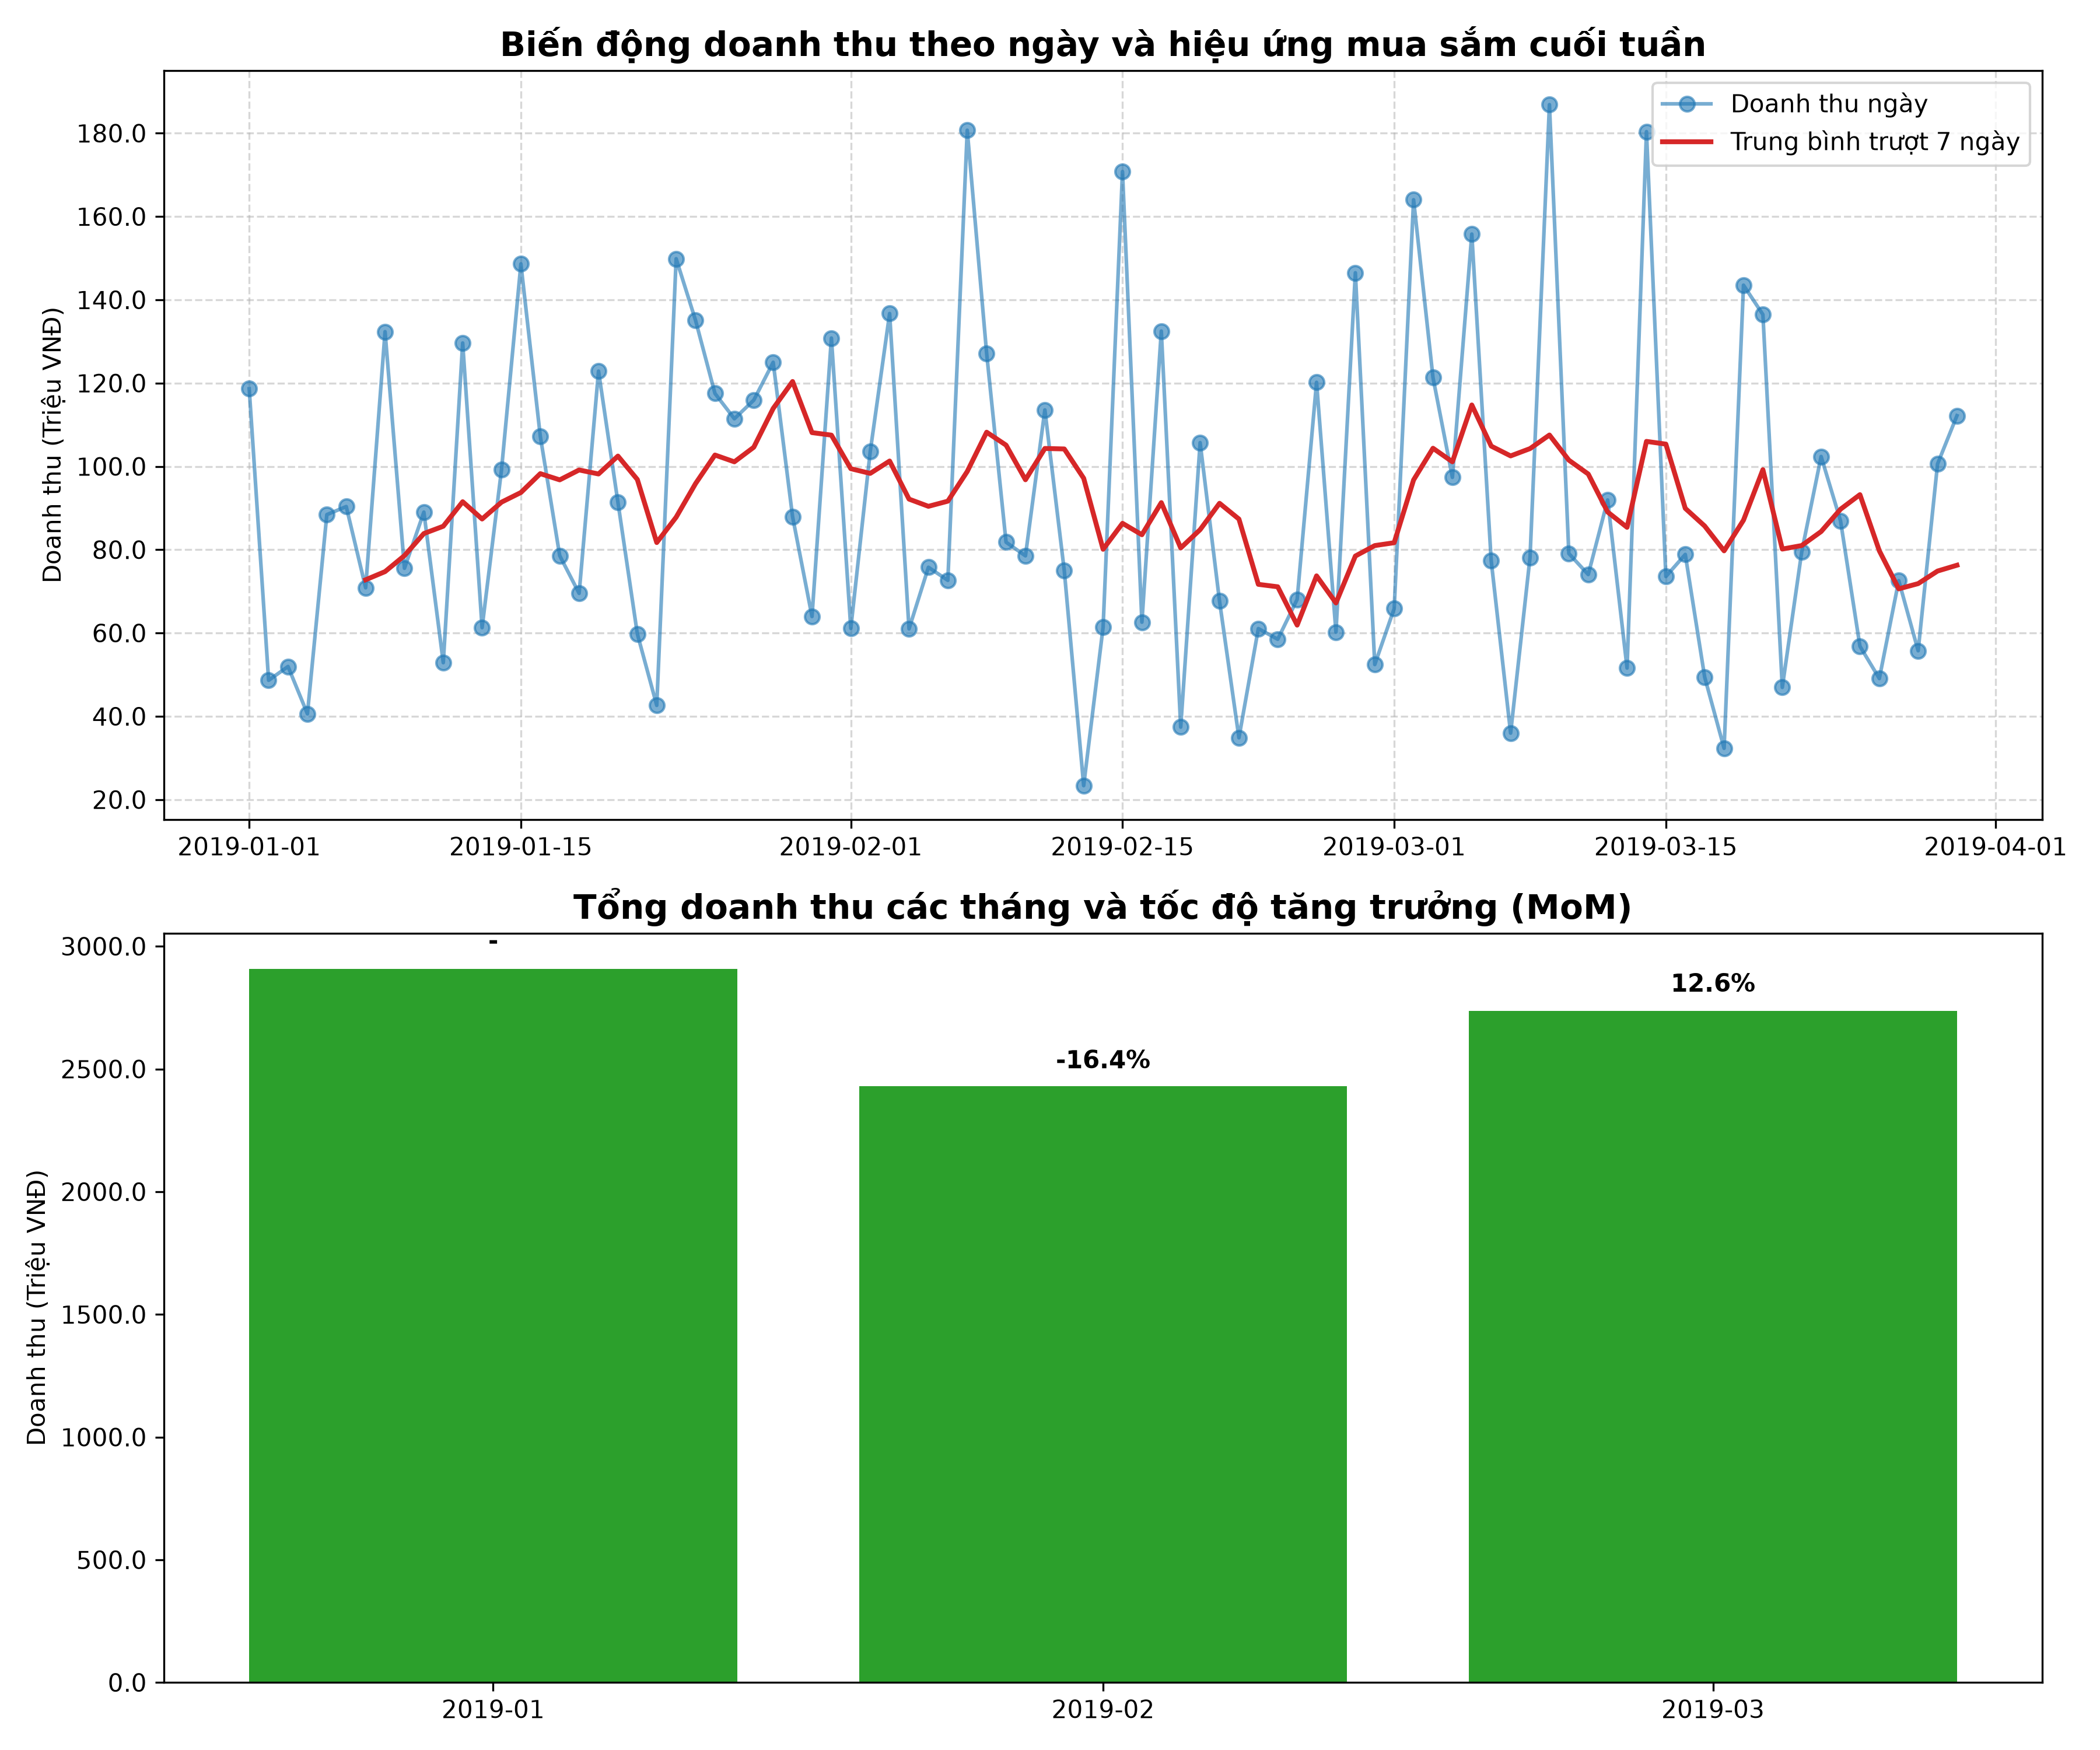 Biến động doanh thu theo ngày và hiệu ứng mua sắm cuối tuần
Doanh thu (Triệu VNĐ)
180.0
160.0
140.0
120.0
100.0
80.0
60.0
40.0
20.0
Doanh thu ngày
Trung bình trượt 7 ngày
2019-01-01 2019-01-15 2019-02-01 2019-02-15 2019-03-01 2019-03-15 2019-04-01
Tổng doanh thu các tháng và tốc độ tăng trưởng (MoM)
Doanh thu (Triệu VNĐ)
3000.0
2500.0
2000.0
1500.0
1000.0
500.0
0.0
-
-16.4%
12.6%
2019-01 2019-02 2019-03